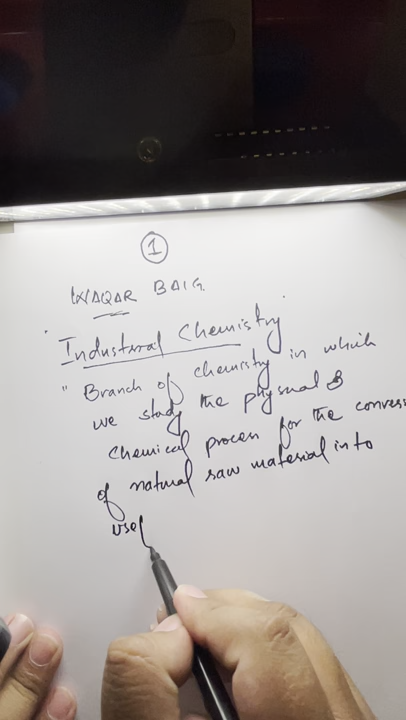 1
WAQAR BAIG
Industrial Chemistry
" Branch of chemistry in which
we study the physical &
chemical process for the convers
of natural raw material into
usef